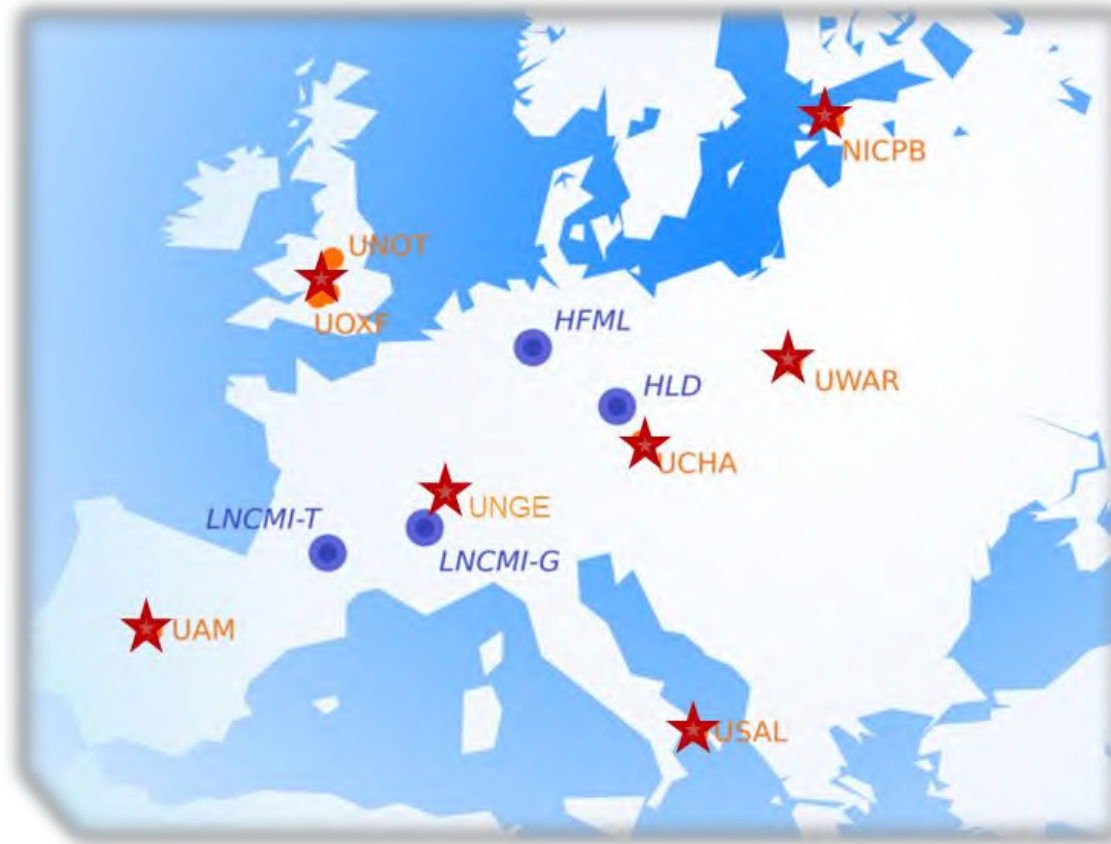 NICPB
UNOT
UOXF
HFML
HLD
UWAR
UCHA
UNGE
LNCMI-T
LNCMI-G
UAM
USAL